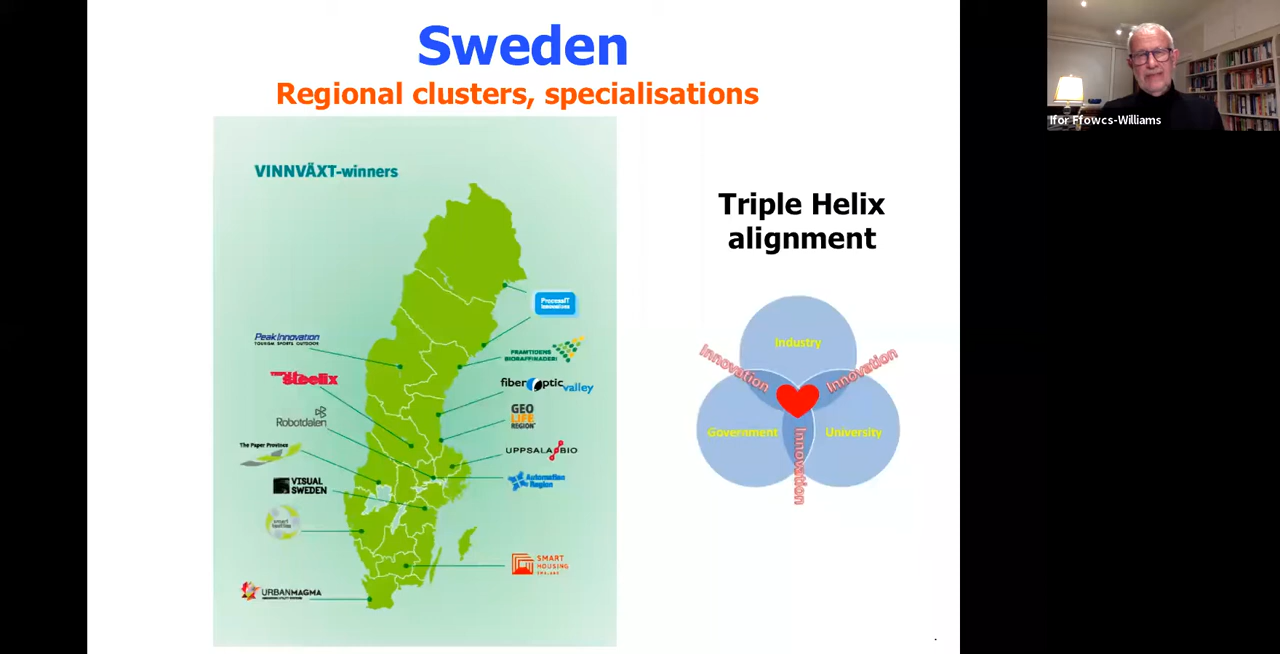 Sweden
Regional clusters, specialisations
Ifor Ffowcs-Williams
VINNVÄXT-winners
ProcessIT
Innovations
Peak Innovation
TOURISM, SPORTS, OUTDOOR
FRAMTIDENS
BIORAFFINADERI
steelix
fiber optic
valley
Robotdalen
GEO
LIFE
REGION
The Paper Province
UPPSALA BIO
VISUAL
SWEDEN
Automation
Region
smart
textiles
SMART
HOUSING
SMÅLAND
URBANMAGMA
Triple Helix
alignment
Industry
Innovation
Innovation
Government
University
Innovation